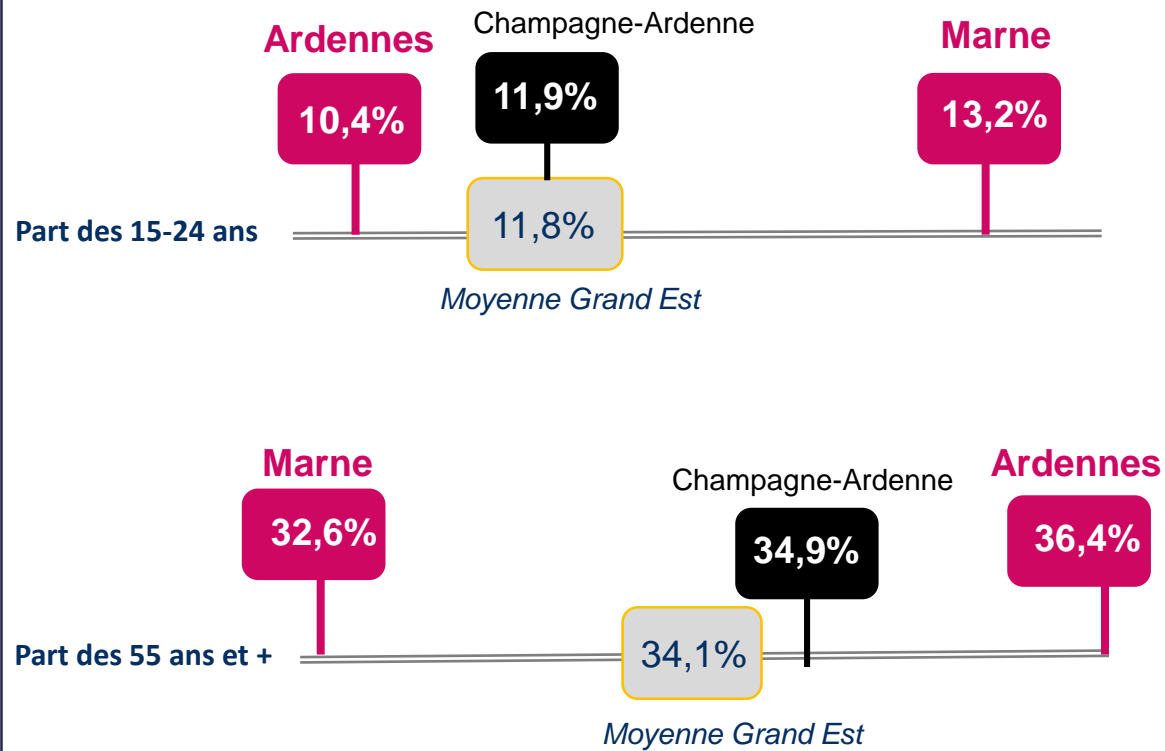 Ardennes
Champagne-Ardenne
Marne
10,4%
11,9%
13,2%
Part des 15-24 ans
11,8%
Moyenne Grand Est
Marne
Champagne-Ardenne
Ardennes
32,6%
34,9%
36,4%
Part des 55 ans et +
34,1%
Moyenne Grand Est